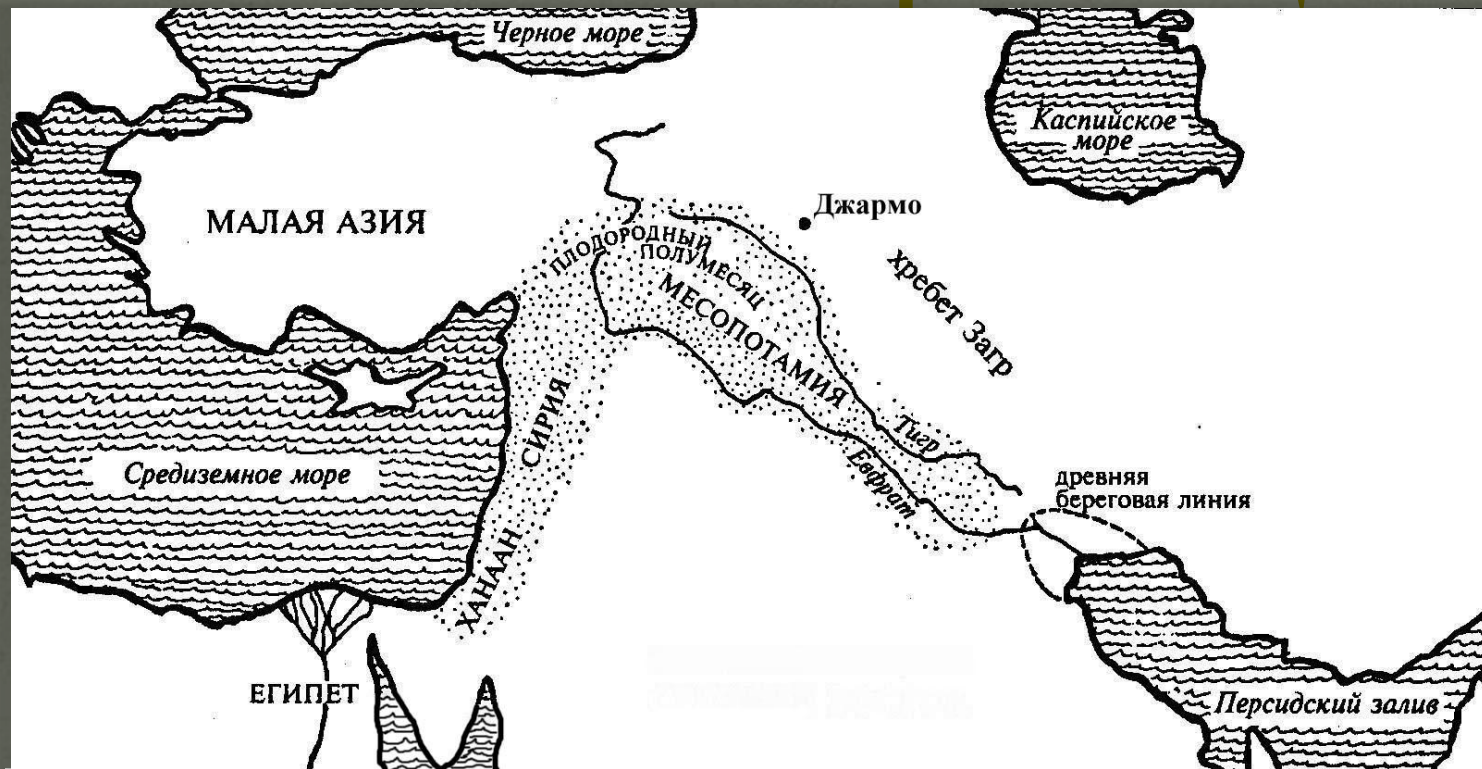 Черное море
Каспийское
море
Джармо
МАЛАЯ АЗИЯ
ПЛОДОРОДНЫЙ
ПОЛУМЕСЯЦ
хребет Загр
МЕСОПОТАМИЯ
СИРИЯ
Тигр
Евфрат
Средиземное море
древняя
береговая линия
ХАНААН
ЕГИПЕТ
Персидский залив